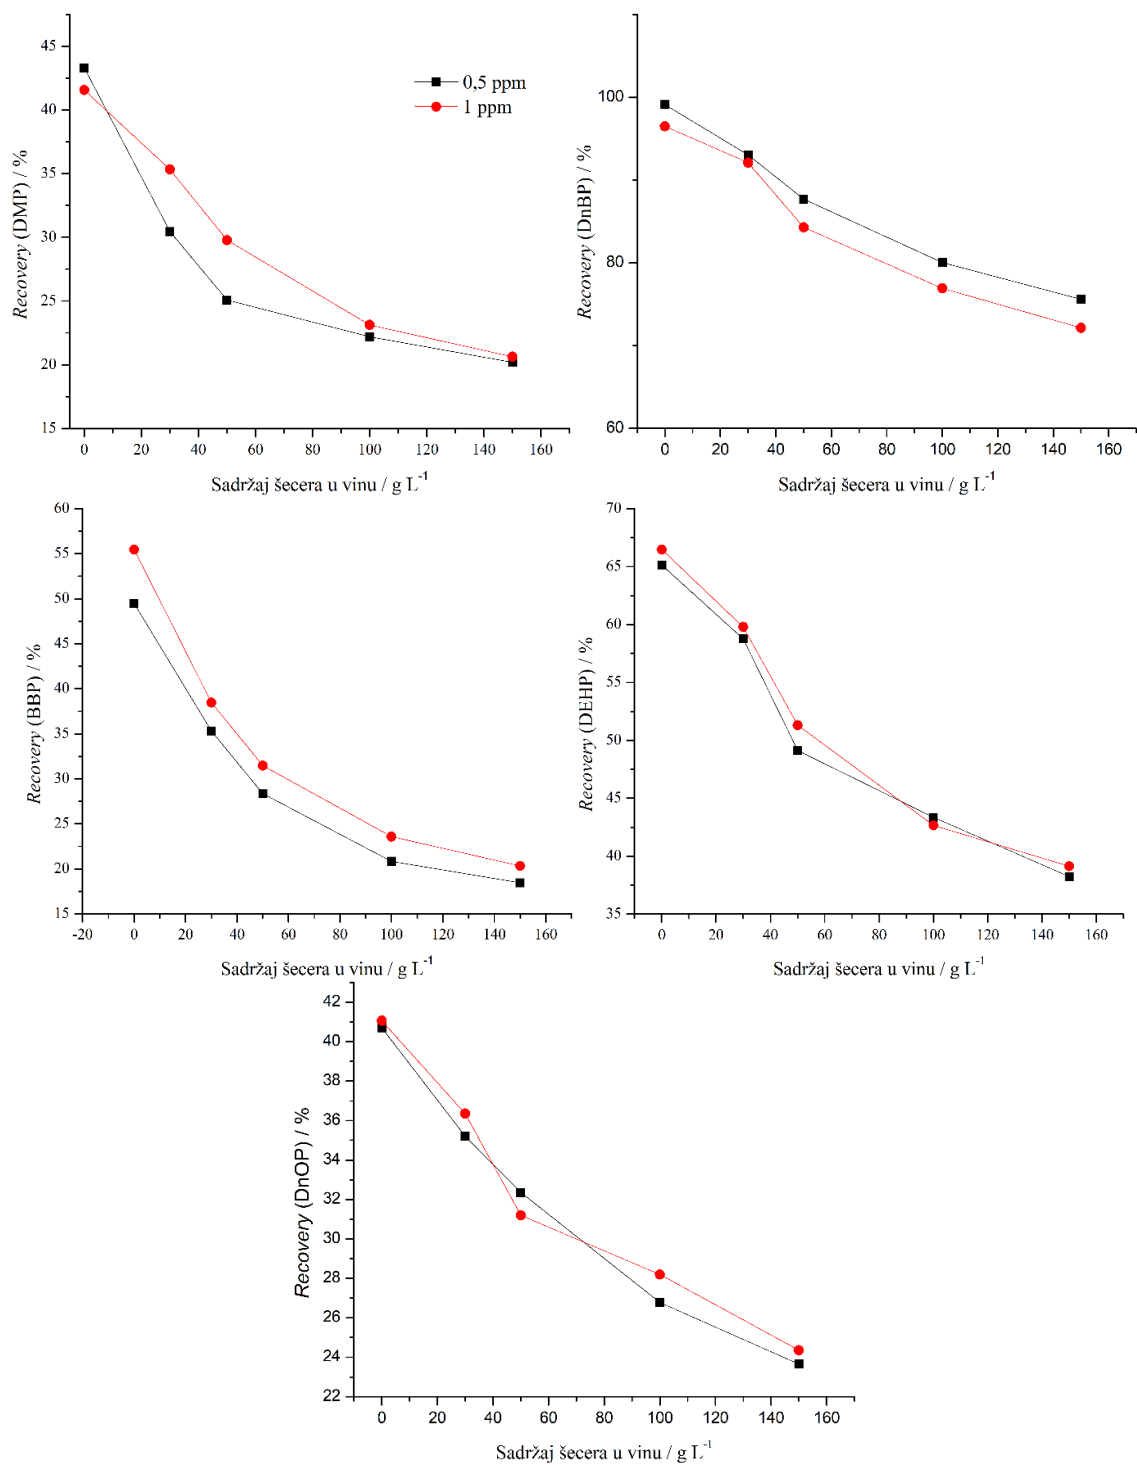 45
40
35
30
25
20
15
0 20 40 60 80 100 120 140 160
Recovery (DMP) / %
Sadržaj šecera u vinu / g L⁻¹
0,5 ppm
1 ppm
100
80
60
0 20 40 60 80 100 120 140 160
Recovery (DnBP) / %
Sadržaj šecera u vinu / g L⁻¹
60
55
50
45
40
35
30
25
20
15
-20 0 20 40 60 80 100 120 140 160
Recovery (BBP) / %
Sadržaj šecera u vinu / g L⁻¹
70
65
60
55
50
45
40
35
0 20 40 60 80 100 120 140 160
Recovery (DEHP) / %
Sadržaj šecera u vinu / g L⁻¹
42
40
38
36
34
32
30
28
26
24
22
0 20 40 60 80 100 120 140 160
Recovery (DnOP) / %
Sadržaj šecera u vinu / g L⁻¹